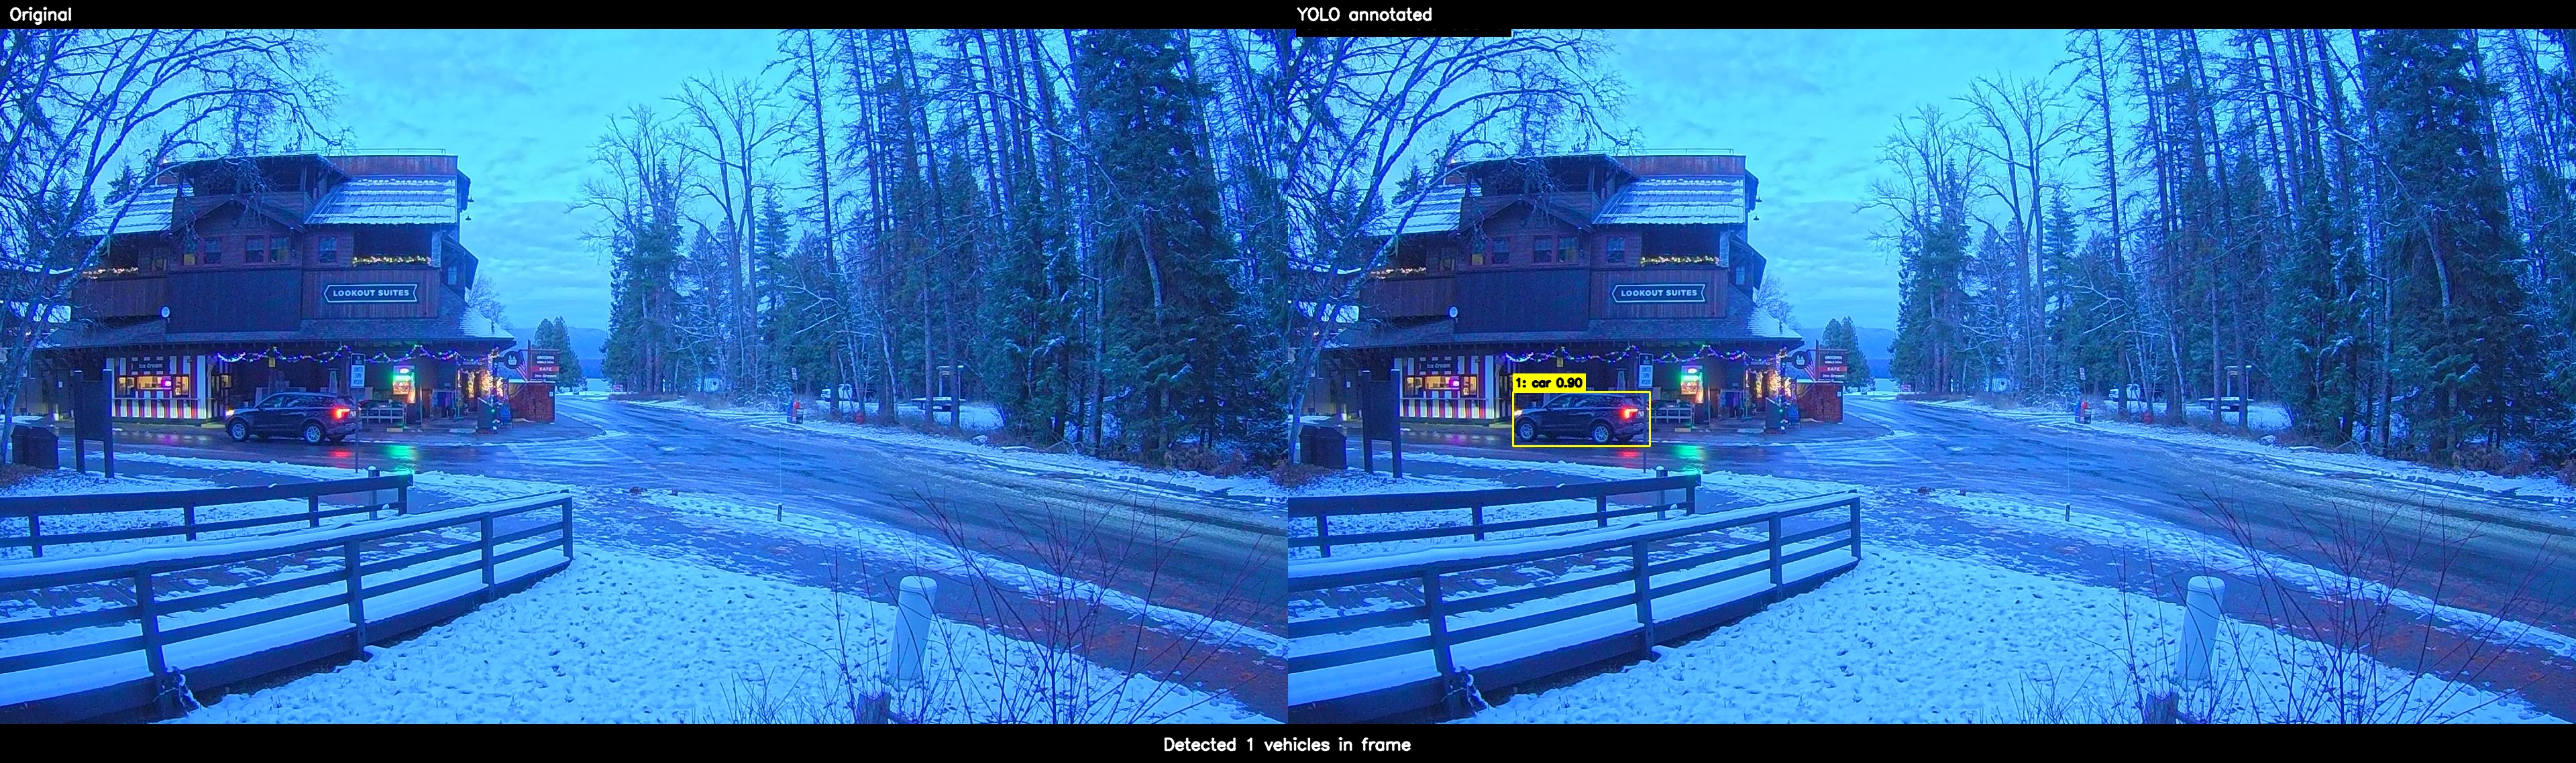 Original
YOLO annotated
LOOKOUT SUITES
LOOKOUT SUITES
Ice Cream
Ice Cream
1: car 0.90
Detected 1 vehicles in frame